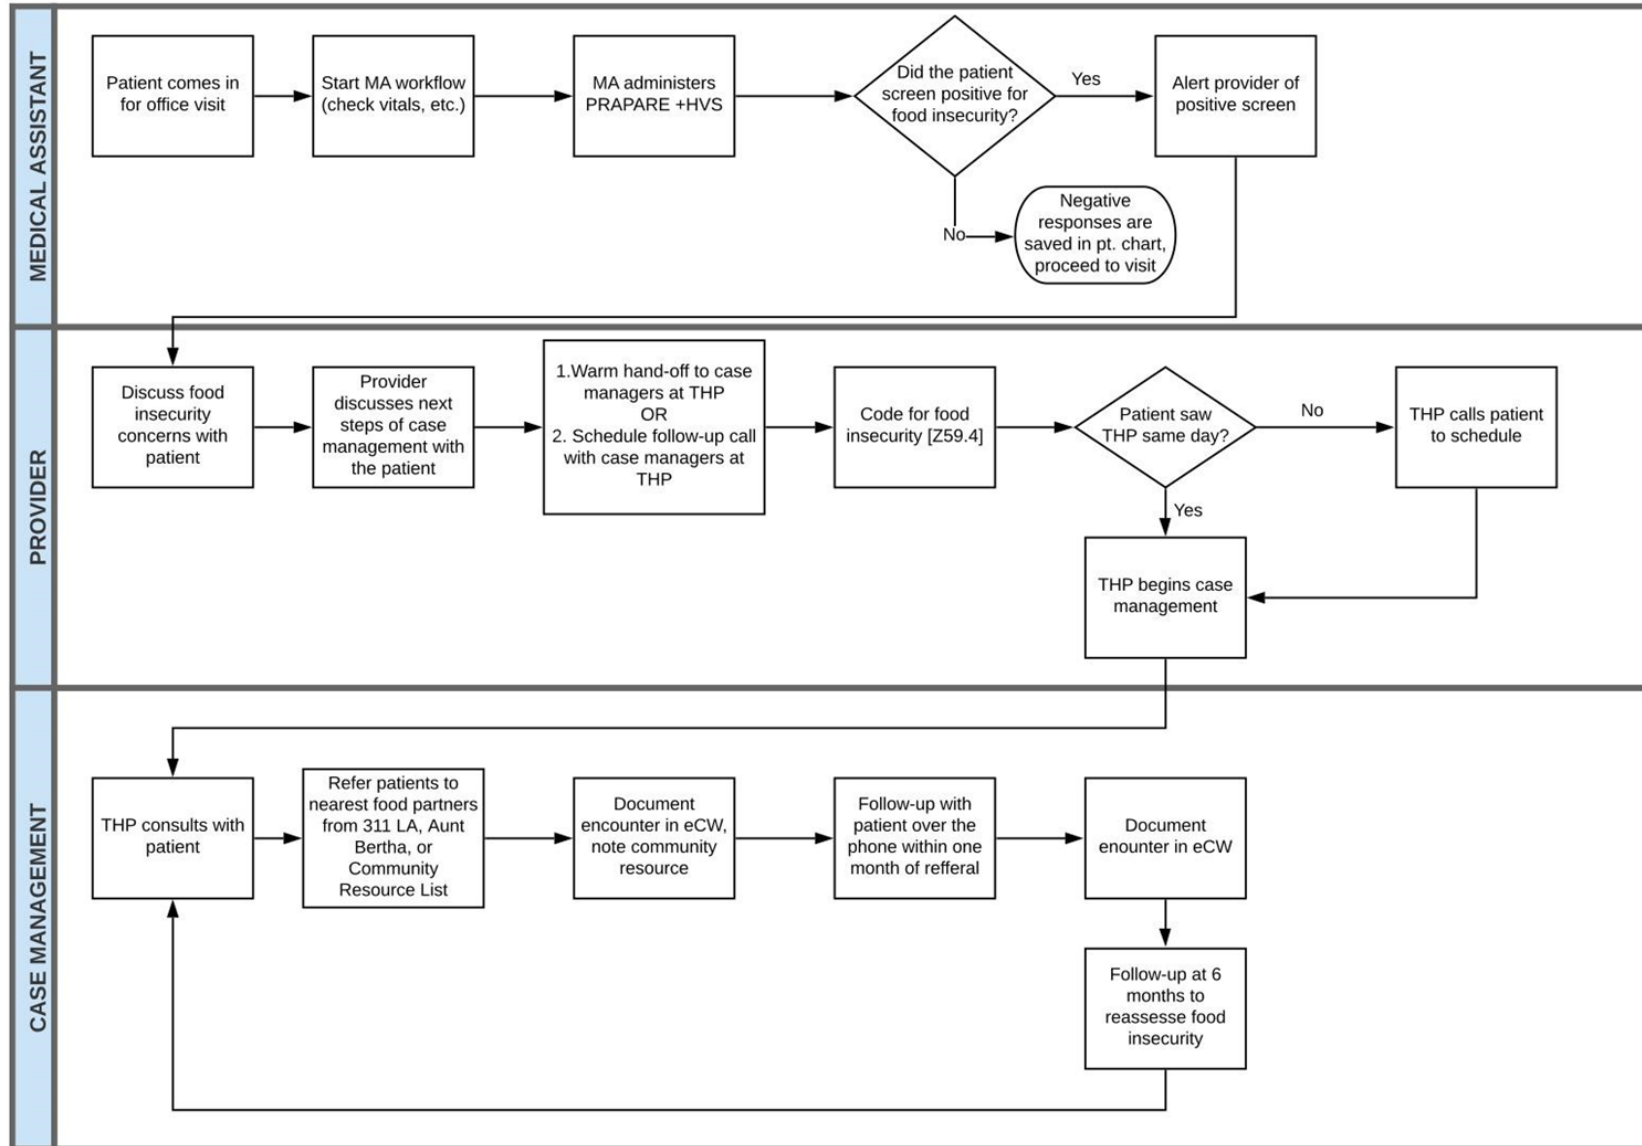 MEDICAL ASSISTANT
Patient comes in
for office visit
Start MA workflow
(check vitals, etc.)
MA administers
PRAPARE +HVS
Did the patient
screen positive for
food insecurity?
Yes
Alert provider of
positive screen
No
Negative
responses are
saved in pt. chart,
proceed to visit
PROVIDER
Discuss food
insecurity
concerns with
patient
Provider
discusses next
steps of case
management with
the patient
1.Warm hand-off to case
managers at THP
OR
2. Schedule follow-up call
with case managers at
THP
Code for food
insecurity [Z59.4]
Patient saw
THP same day?
No
THP calls patient
to schedule
Yes
THP begins case
management
CASE MANAGEMENT
THP consults with
patient
Refer patients to
nearest food partners
from 311 LA, Aunt
Bertha, or
Community
Resource List
Document
encounter in eCW,
note community
resource
Follow-up with
patient over the
phone within one
month of refferal
Document
enounter in eCW
Follow-up at 6
months to
reassesse food
insecurity